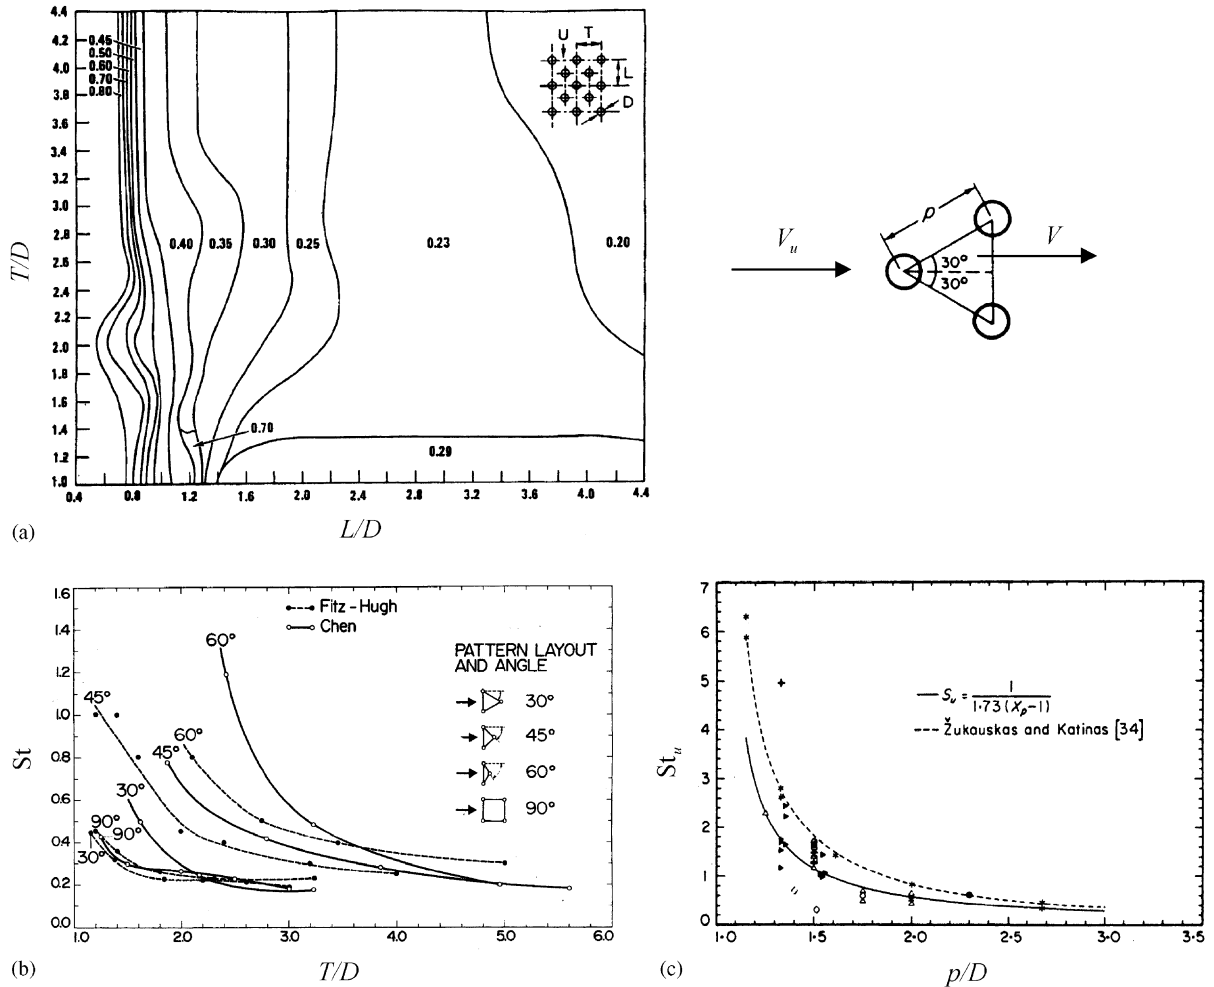 4.4
4.2
4.0
3.8
3.6
3.4
3.2
3.0
2.8
2.6
2.4
2.2
2.0
1.8
1.6
1.4
1.2
1.0
T/D
0.45
0.50
0.60
0.70
0.80
0.40
0.35
0.30
0.25
0.23
0.20
0.70
0.29
U T
L
D
0.4 0.8 1.2 1.6 2.0 2.4 2.8 3.2 3.6 4.0 4.4
(a)
L/D
p
V_u
V
30°
30°
1.6
1.4
1.2
1.0
0.8
0.6
0.4
0.2
0.0
St
Fitz-Hugh
Chen
PATTERN LAYOUT
AND ANGLE
30°
45°
60°
90°
60°
45°
60°
45°
30°
90°
90°
30°
1.0 2.0 3.0 4.0 5.0 6.0
(b)
T/D
7
6
5
4
3
2
1
0
St_u
S_u = 1 / 1·73 (X_p-1)
Žukauskas and Katinas [34]
1·0 1·5 2·0 2·5 3·0 3·5
(c)
p/D